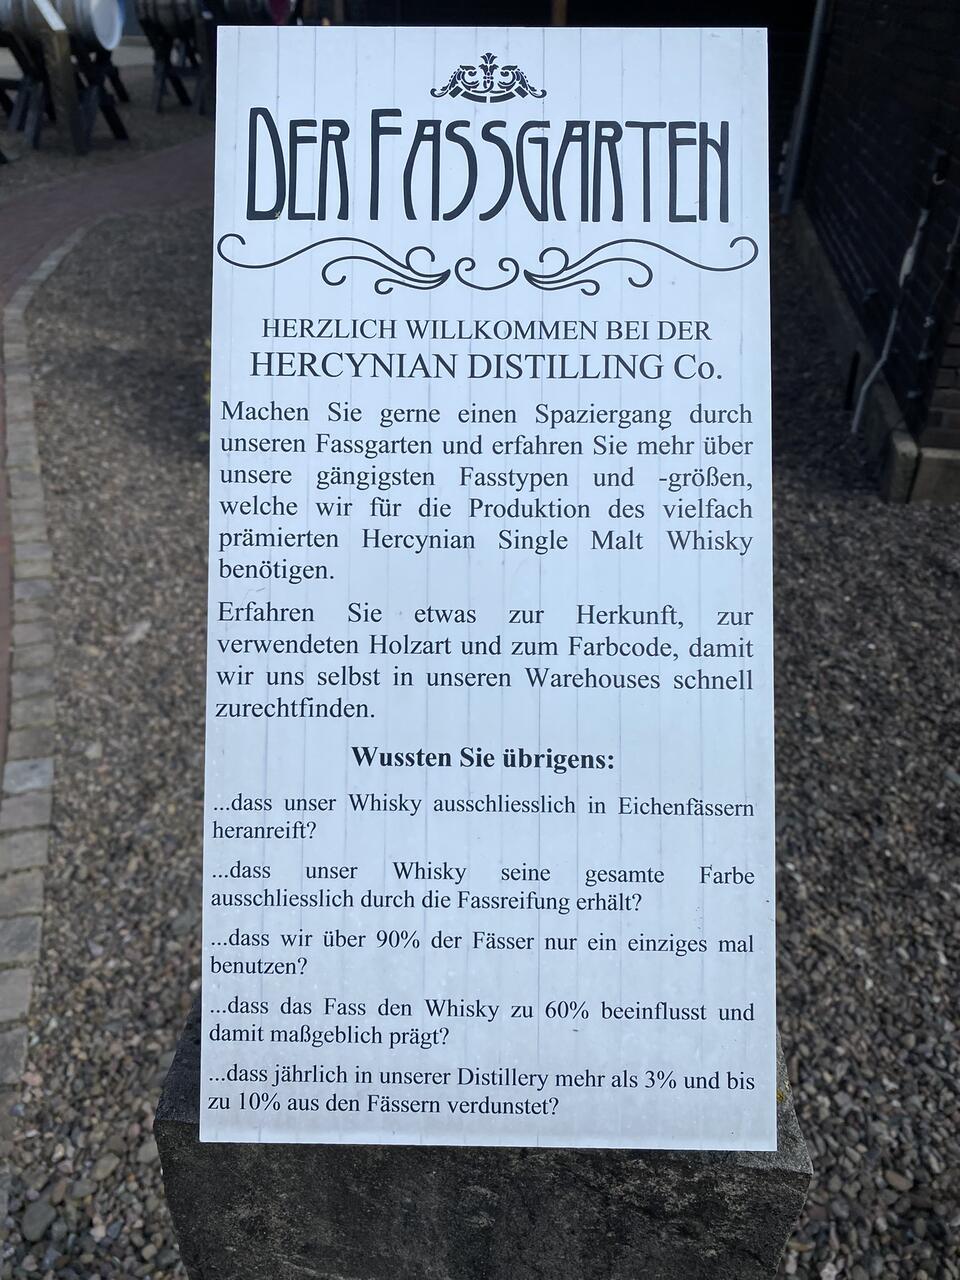 DER FASSGARTEN
HERZLICH WILLKOMMEN BEI DER
HERCYNIAN DISTILLING Co.
Machen Sie gerne einen Spaziergang durch
unseren Fassgarten und erfahren Sie mehr über
unsere gängigsten Fasstypen und -größen,
welche wir für die Produktion des vielfach
prämierten Hercynian Single Malt Whisky
benötigen.
Erfahren Sie etwas zur Herkunft, zur
verwendeten Holzart und zum Farbcode, damit
wir uns selbst in unseren Warehouses schnell
zurechtfinden.
Wussten Sie übrigens:
...dass unser Whisky ausschliesslich in Eichenfässern
heranreift?
...dass unser Whisky seine gesamte Farbe
ausschliesslich durch die Fassreifung erhält?
...dass wir über 90% der Fässer nur ein einziges mal
benutzen?
...dass das Fass den Whisky zu 60% beeinflusst und
damit maßgeblich prägt?
...dass jährlich in unserer Distillery mehr als 3% und bis
zu 10% aus den Fässern verdunstet?